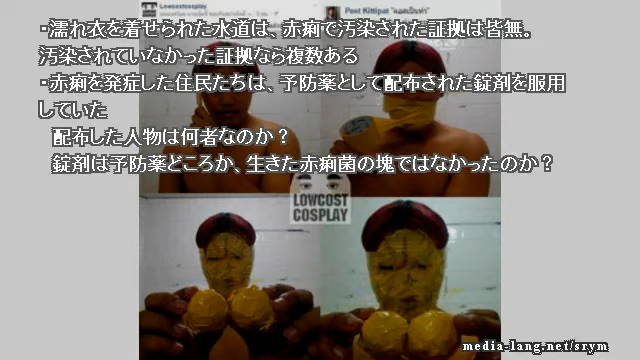 Lowcostcosplay
Peet Kittipat
・濡れ衣を着せられた水道は、赤痢で汚染された証拠は皆無。
汚染されていなかった証拠なら複数ある
・赤痢を発症した住民たちは、予防薬として配布された錠剤を服用
していた
配布した人物は何者なのか？
錠剤は予防薬どころか、生きた赤痢菌の塊ではなかったのか？
LOWCOST
COSPLAY
media-lang.net/srym